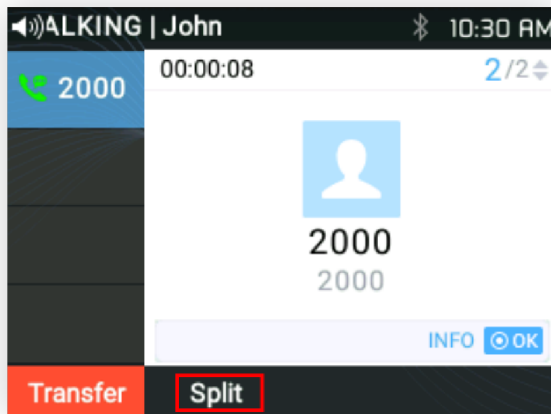 ALKING | John 10:30 AM
2000
00:00:08 2/2
2000
2000
INFO OK
Transfer Split